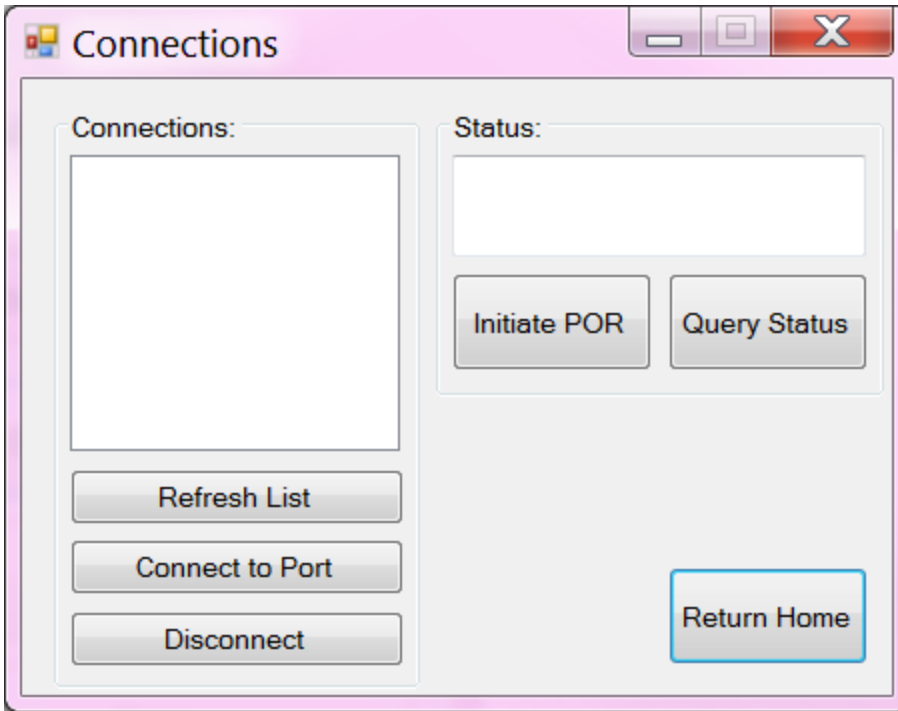 Connections
Connections:
Refresh List
Connect to Port
Disconnect
Status:
Initiate POR
Query Status
Return Home